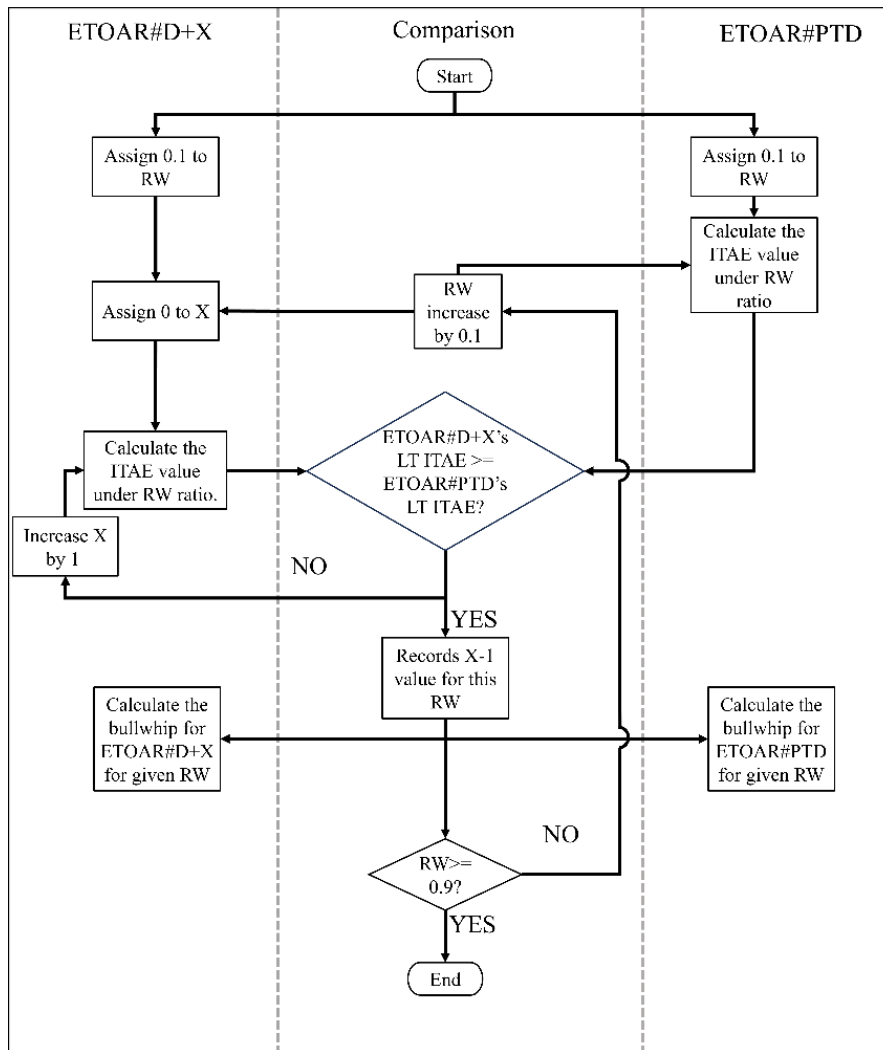 ETOAR#D+X
Comparison
ETOAR#PTD
Start
Assign 0.1 to
RW
Assign 0.1 to
RW
Calculate the
ITAE value
under RW
ratio
Assign 0 to X
RW
increase
by 0.1
ETOAR#D+X's
LT ITAE >=
ETOAR#PTD's
LT ITAE?
Calculate the
ITAE value
under RW ratio.
Increase X
by 1
NO
YES
Records X-1
value for this
RW
Calculate the
bullwhip for
ETOAR#D+X
for given RW
Calculate the
bullwhip for
ETOAR#PTD
for given RW
NO
RW>=
0.9?
YES
End